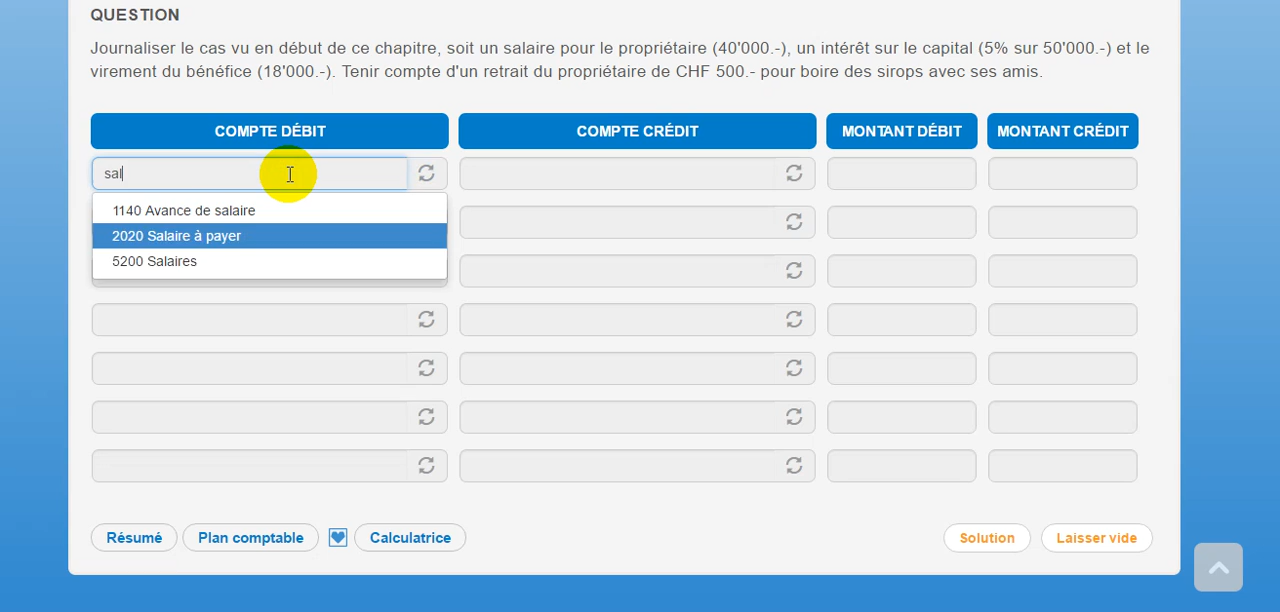 QUESTION
Journaliser le cas vu en début de ce chapitre, soit un salaire pour le propriétaire (40'000.-), un intérêt sur le capital (5% sur 50'000.-) et le
virement du bénéfice (18'000.-). Tenir compte d'un retrait du propriétaire de CHF 500.- pour boire des sirops avec ses amis.
COMPTE DÉBIT COMPTE CRÉDIT MONTANT DÉBIT MONTANT CRÉDIT
sal
1140 Avance de salaire
2020 Salaire à payer
5200 Salaires
Résumé Plan comptable Calculatrice Solution Laisser vide